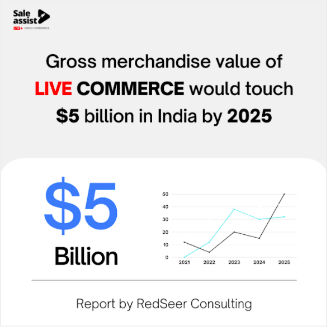 Sale
assist
Gross merchandise value of
LIVE COMMERCE would touch
$5 billion in India by 2025
$5
Billion
50
40
30
20
10
0
2021 2022 2023 2024 2025
Report by RedSeer Consulting